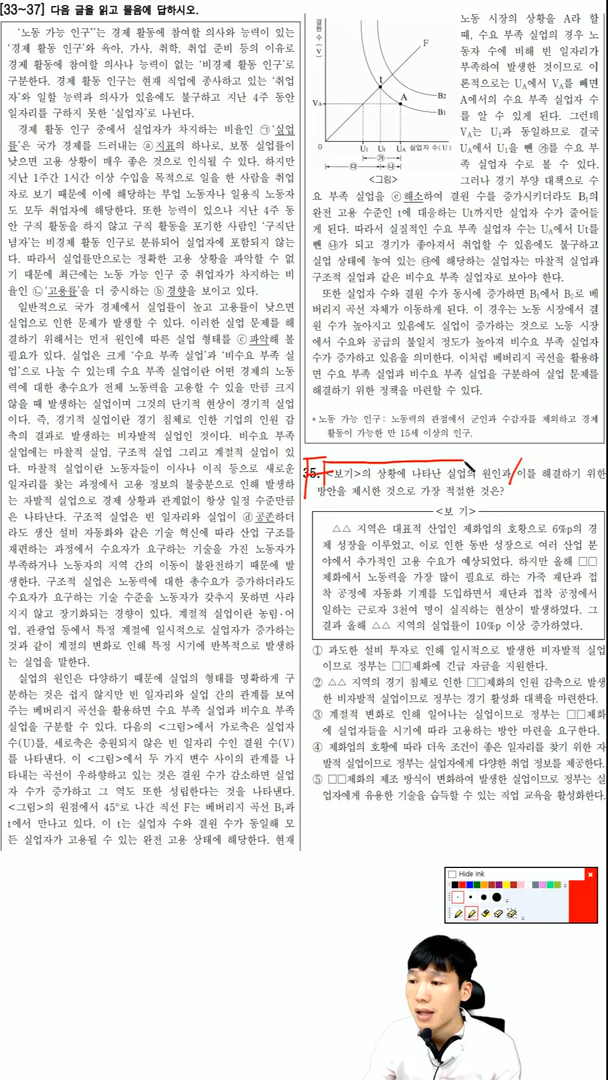 [33~37] 다음 글을 읽고 물음에 답하시오.
‘노동 가능 인구*’는 경제 활동에 참여할 의사와 능력이 있는
‘경제 활동 인구’와 육아, 가사, 취학, 취업 준비 등의 이유로
경제 활동에 참여할 의사나 능력이 없는 ‘비경제 활동 인구’로
구분한다. 경제 활동 인구는 현재 직업에 종사하고 있는 ‘취업
자’와 일할 능력과 의사가 있음에도 불구하고 지난 4주 동안
일자리를 구하지 못한 ‘실업자’로 나뉜다.
경제 활동 인구 중에서 실업자가 차지하는 비율인 ㉠‘실업
률’은 국가 경제를 드러내는 ⓐ지표의 하나로, 보통 실업률이
낮으면 고용 상황이 매우 좋은 것으로 인식될 수 있다. 하지만
지난 1주간 1시간 이상 수입을 목적으로 일을 한 사람을 취업
자로 보기 때문에 이에 해당하는 부업 노동자나 일용직 노동자
도 모두 취업자에 해당한다. 또한 능력이 있으나 지난 4주 동
안 구직 활동을 하지 않고 구직 활동을 포기한 사람인 ‘구직단
념자’는 비경제 활동 인구로 분류되어 실업자에 포함되지 않는
다. 따라서 실업률만으로는 정확한 고용 상황을 파악할 수 없
기 때문에 최근에는 노동 가능 인구 중 취업자가 차지하는 비
율인 ㉡‘고용률’을 더 중시하는 ⓑ경향을 보이고 있다.
일반적으로 국가 경제에서 실업률이 높고 고용률이 낮으면
실업으로 인한 문제가 발생할 수 있다. 이러한 실업 문제를 해
결하기 위해서는 먼저 원인에 따른 실업 형태를 ⓒ파악해 볼
필요가 있다. 실업은 크게 ‘수요 부족 실업’과 ‘비수요 부족 실
업’으로 나눌 수 있는데 수요 부족 실업이란 어떤 경제의 노동
력에 대한 총수요가 전체 노동력을 고용할 수 있을 만큼 크지
않을 때 발생하는 실업이며 그것의 단기적 현상이 경기적 실업
이다. 즉, 경기적 실업이란 경기 침체로 인한 기업의 인원 감
축의 결과로 발생하는 비자발적 실업인 것이다. 비수요 부족
실업에는 마찰적 실업, 구조적 실업 그리고 계절적 실업이 있
다. 마찰적 실업이란 노동자들이 이사나 이직 등으로 새로운
일자리를 찾는 과정에서 고용 정보의 불충분으로 인해 발생하
는 자발적 실업으로 경제 상황과 관계없이 항상 일정 수준만큼
은 나타난다. 구조적 실업은 빈 일자리와 실업이 ⓓ공존하더
라도 생산 설비 자동화와 같은 기술 혁신에 따라 산업 구조를
재편하는 과정에서 수요자가 요구하는 기술을 가진 노동자가
부족하거나 노동자의 지역 간의 이동이 불완전하기 때문에 발
생한다. 구조적 실업은 노동력에 대한 총수요가 증가하더라도
수요자가 요구하는 기술 수준을 노동자가 갖추지 못하면 사라
지지 않고 장기화되는 경향이 있다. 계절적 실업이란 농림·어
업, 관광업 등에서 특정 계절에 일시적으로 실업자가 증가하는
것과 같이 계절의 변화로 인해 특정 시기에 반복적으로 발생하
는 실업을 말한다.
실업의 원인은 다양하기 때문에 실업의 형태를 명확하게 구
분하는 것은 쉽지 않지만 빈 일자리와 실업 간의 관계를 보여
주는 베버리지 곡선을 활용하면 수요 부족 실업과 비수요 부족
실업을 구분할 수 있다. 다음의 <그림>에서 가로축은 실업자
수(U)를, 세로축은 충원되지 않은 빈 일자리 수인 결원 수(V)
를 나타낸다. 이 <그림>에서 두 가지 변수 사이의 관계를 나
타내는 곡선이 우하향하고 있는 것은 결원 수가 감소하면 실업
자 수가 증가하고 그 역도 또한 성립한다는 것을 나타낸다.
<그림>의 원점에서 45°로 나간 직선 F는 베버리지 곡선 B₁과
t에서 만나고 있다. 이 t는 실업자 수와 결원 수가 동일해 모
든 실업자가 고용될 수 있는 완전 고용 상태에 해당한다. 현재
결원 수(V)
F
t
A
VA
B₂
B₁
0
U₁ Ut UA 실업자 수(U)
㉮
㉰ ㉯
<그림>
노동 시장의 상황을 A라 할
때, 수요 부족 실업의 경우 노
동자 수에 비해 빈 일자리가
부족하여 발생한 것이므로 이
론적으로는 UA에서 VA를 빼면
A에서의 수요 부족 실업자 수
를 알 수 있게 된다. 그런데
VA는 U₁과 동일하므로 결국
UA에서 U₁을 뺀 ㉮를 수요 부
족 실업자 수로 볼 수 있다.
그러나 경기 부양 대책으로 수
요 부족 실업을 ⓔ해소하여 결원 수를 증가시키더라도 B₁의
완전 고용 수준인 t에 대응하는 Ut까지만 실업자 수가 줄어들
게 된다. 따라서 실질적인 수요 부족 실업자 수는 UA에서 Ut를
뺀 ㉯가 되고 경기가 좋아져서 취업할 수 있음에도 불구하고
실업 상태에 놓여 있는 ㉰에 해당하는 실업자는 마찰적 실업과
구조적 실업과 같은 비수요 부족 실업자로 보아야 한다.
또한 실업자 수와 결원 수가 동시에 증가하면 B₁에서 B₂로 베
버리지 곡선 자체가 이동하게 된다. 이 경우는 노동 시장에서 결
원 수가 높아지고 있음에도 실업이 증가하는 것으로 노동 시장
에서 수요와 공급의 불일치 정도가 높아져 비수요 부족 실업자
수가 증가하고 있음을 의미한다. 이처럼 베버리지 곡선을 활용하
면 수요 부족 실업과 비수요 부족 실업을 구분하여 실업 문제를
해결하기 위한 정책을 마련할 수 있다.
*노동 가능 인구: 노동력의 관점에서 군인과 수감자를 제외하고 경제
활동이 가능한 만 15세 이상의 인구.
35. <보기>의 상황에 나타난 실업의 원인과 이를 해결하기 위한
방안을 제시한 것으로 가장 적절한 것은?
<보 기>
△△ 지역은 대표적 산업인 제화업의 호황으로 6%p의 경
제 성장을 이루었고, 이로 인한 동반 성장으로 여러 산업 분
야에서 추가적인 고용 수요가 예상되었다. 하지만 올해 □□
제화에서 노동력을 가장 많이 필요로 하는 가죽 재단과 접
착 공정에 자동화 기계를 도입하면서 재단과 접착 공정에서
일하는 근로자 3천여 명이 실직하는 현상이 발생하였다. 그
결과 올해 △△ 지역의 실업률이 10%p 이상 증가하였다.
① 과도한 설비 투자로 인해 일시적으로 발생한 비자발적 실업
이므로 정부는 □□제화에 긴급 자금을 지원한다.
② △△ 지역의 경기 침체로 인한 □□제화의 인원 감축으로 발생
한 비자발적 실업이므로 정부는 경기 활성화 대책을 마련한다.
③ 계절적 변화로 인해 일어나는 실업이므로 정부는 □□제화
에 실업자들을 시기에 따라 고용하는 방안 마련을 요구한다.
④ 제화업의 호황에 따라 더욱 조건이 좋은 일자리를 찾기 위한 자
발적 실업이므로 정부는 실업자에게 다양한 취업 정보를 제공한다.
⑤ □□제화의 제조 방식이 변화하여 발생한 실업이므로 정부는 실
업자에게 유용한 기술을 습득할 수 있는 직업 교육을 활성화한다.
Hide Ink